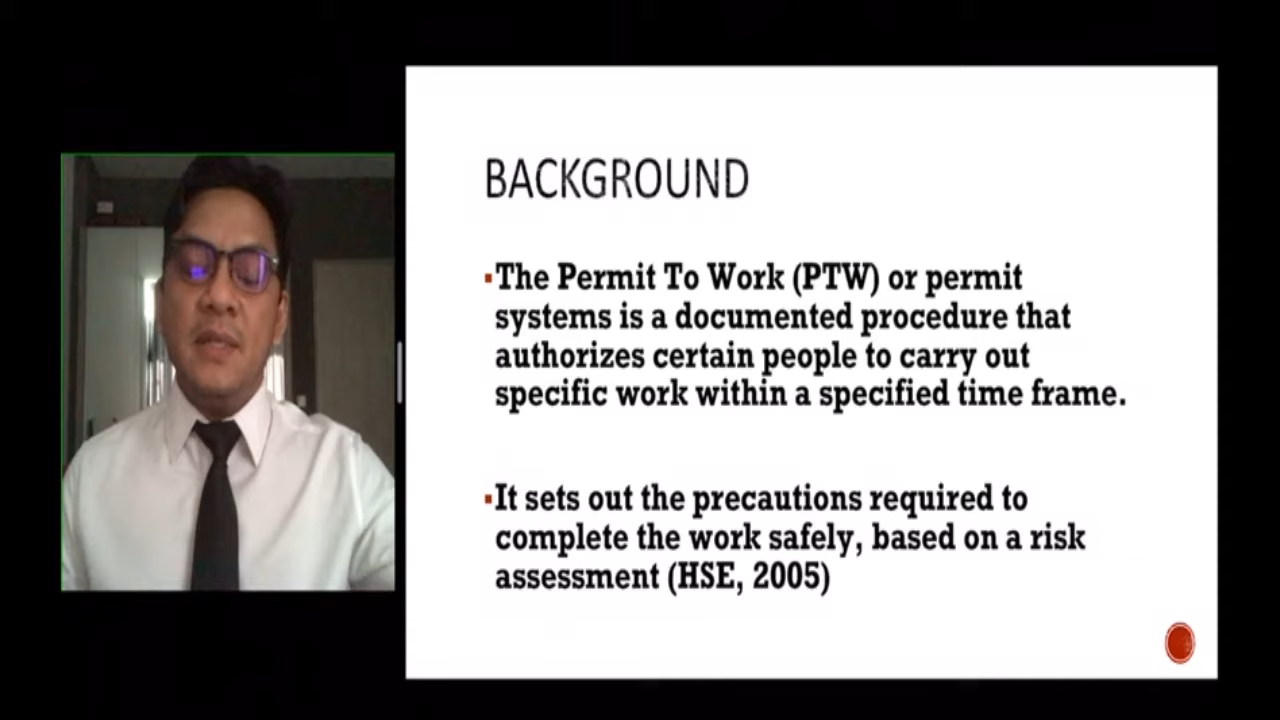 BACKGROUND
▪The Permit To Work (PTW) or permit
systems is a documented procedure that
authorizes certain people to carry out
specific work within a specified time frame.
▪It sets out the precautions required to
complete the work safely, based on a risk
assessment (HSE, 2005)